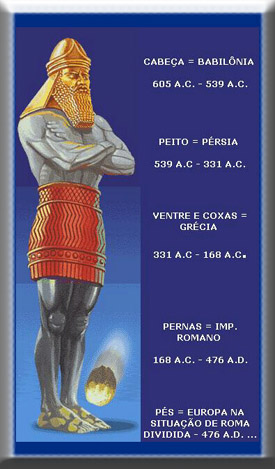 CABEÇA = BABILÔNIA
605 A.C. - 539 A.C.
PEITO = PÉRSIA
539 A.C - 331 A.C.
VENTRE E COXAS =
GRÉCIA
331 A.C - 168 A.C.
PERNAS = IMP.
ROMANO
168 A.C. - 476 A.D.
PÉS = EUROPA NA
SITUAÇÃO DE ROMA
DIVIDIDA - 476 A.D. ...